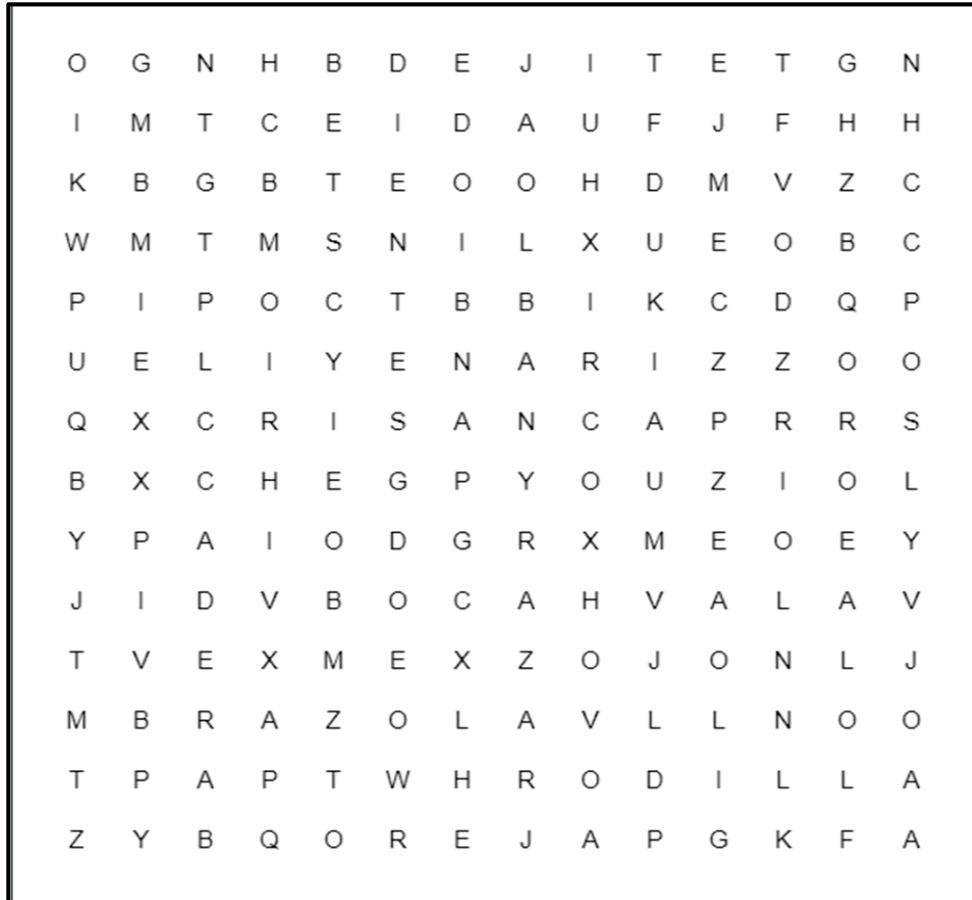 O G N H B D E J I T E T G N
I M T C E I D A U F J F H H
K B G B T E O O H D M V Z C
W M T M S N I L X U E O B C
P I P O C T B B I K C D Q P
U E L I Y E N A R I Z Z O O
Q X C R I S A N C A P R R S
B X C H E G P Y O U Z I O L
Y P A I O D G R X M E O E Y
J I D V B O C A H V A L A V
T V E X M E X Z O J O N L J
M B R A Z O L A V L L N O O
T P A P T W H R O D I L L A
Z Y B Q O R E J A P G K F A